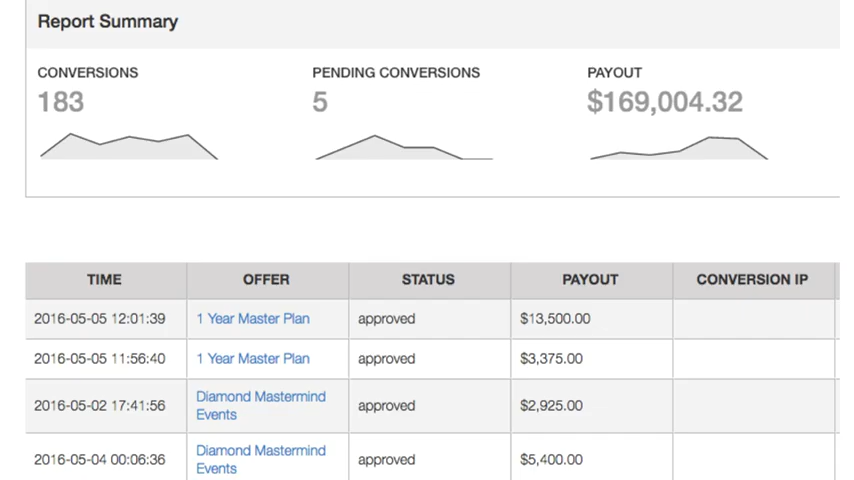 Report Summary
CONVERSIONS PENDING CONVERSIONS PAYOUT
183 5 $169,004.32
TIME OFFER STATUS PAYOUT CONVERSION IP
2016-05-05 12:01:39 1 Year Master Plan approved $13,500.00
2016-05-05 11:56:40 1 Year Master Plan approved $3,375.00
2016-05-02 17:41:56 Diamond Mastermind Events approved $2,925.00
2016-05-04 00:06:36 Diamond Mastermind Events approved $5,400.00